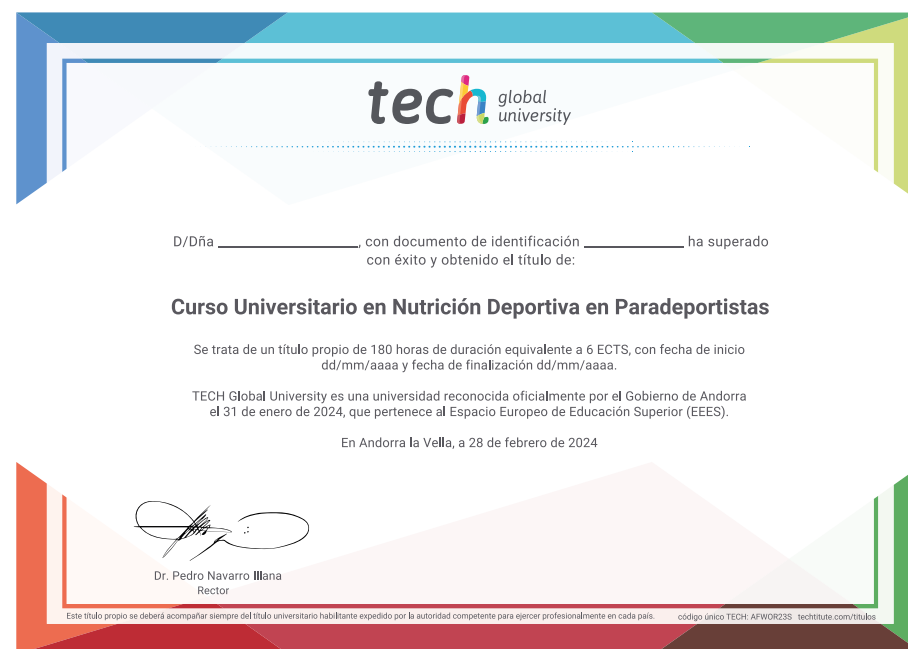 tech global university
D/Dña ____________________, con documento de identificación ______________ ha superado
con éxito y obtenido el título de:
Curso Universitario en Nutrición Deportiva en Paradeportistas
Se trata de un título propio de 180 horas de duración equivalente a 6 ECTS, con fecha de inicio
dd/mm/aaaa y fecha de finalización dd/mm/aaaa.
TECH Global University es una universidad reconocida oficialmente por el Gobierno de Andorra
el 31 de enero de 2024, que pertenece al Espacio Europeo de Educación Superior (EEES).
En Andorra la Vella, a 28 de febrero de 2024
Dr. Pedro Navarro Illana
Rector
Este título propio se deberá acompañar siempre del título universitario habilitante expedido por la autoridad competente para ejercer profesionalmente en cada país. código único TECH: AFWOR23S techtitute.com/titulos